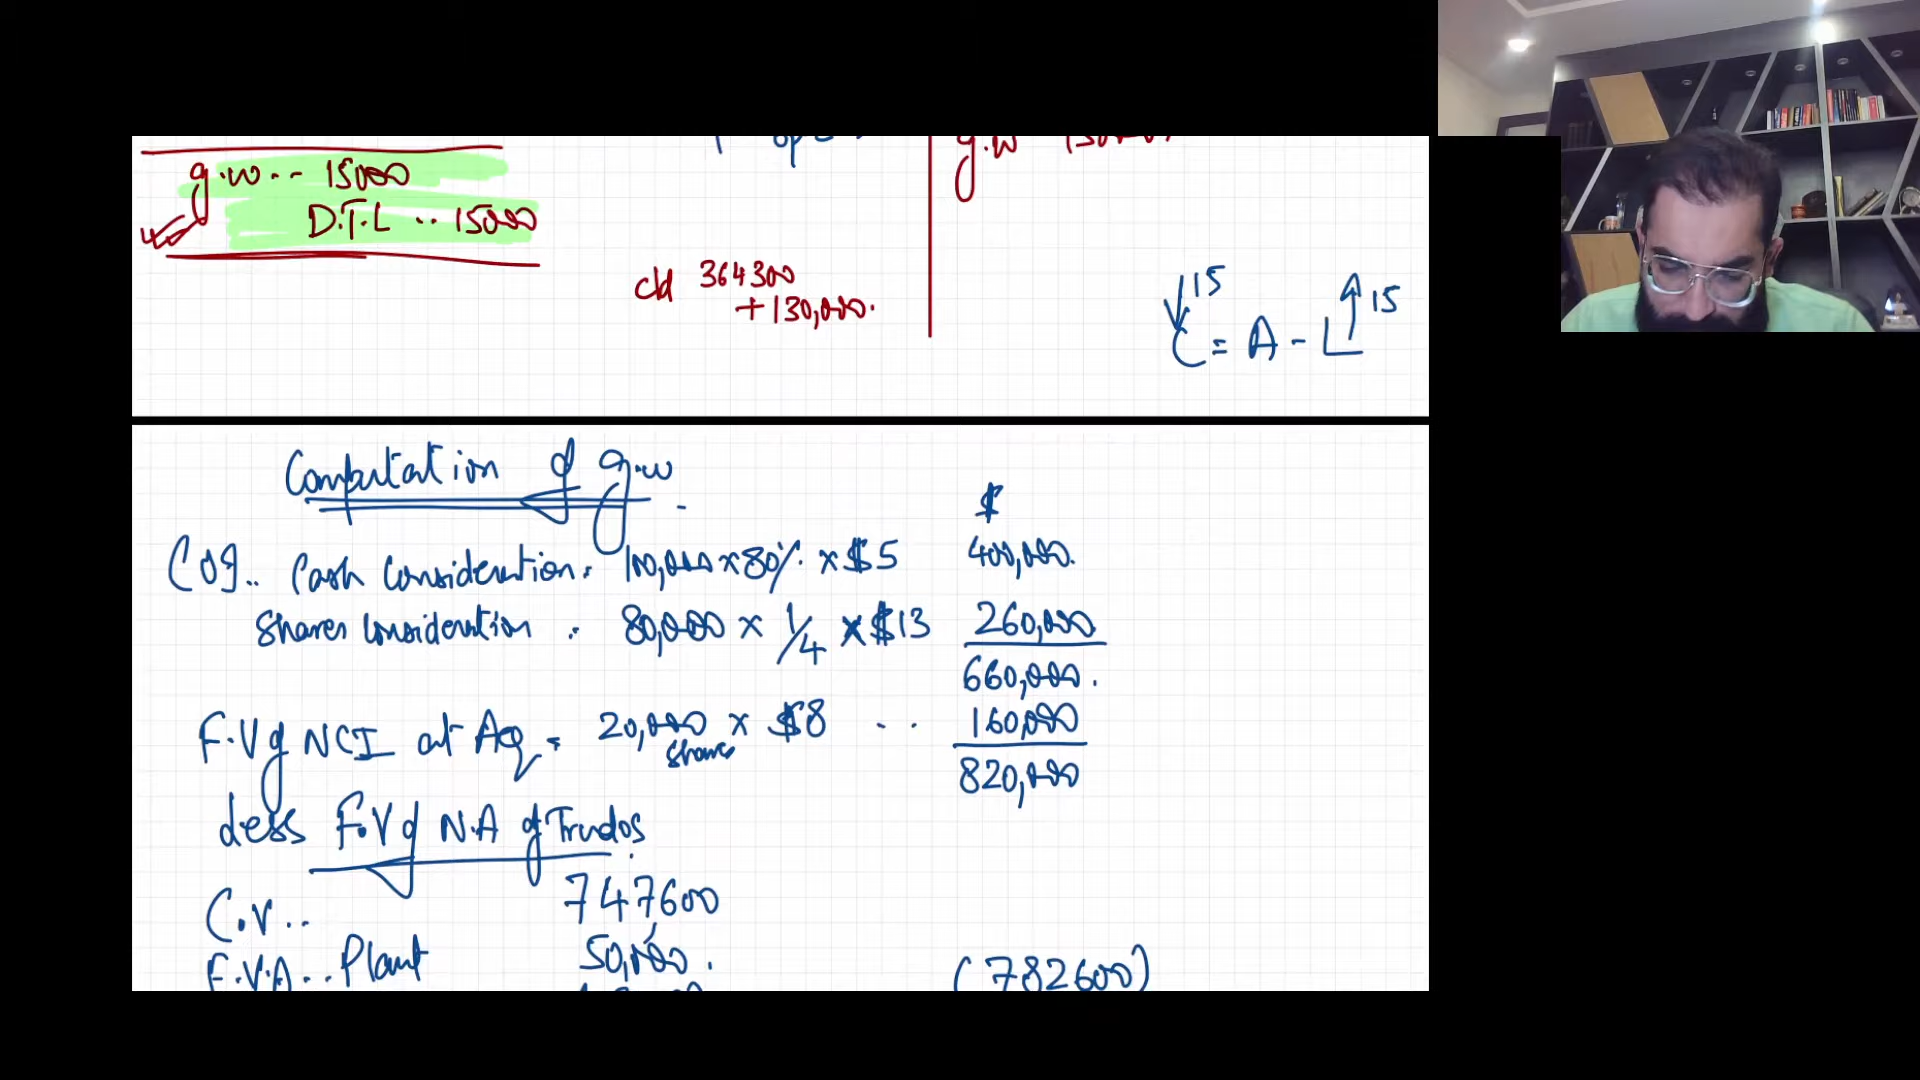 g.w -- 15000
D.T.L .. 15000
g.w
c/d 364300
+130,000.
15
15
C = A - L
Computation of g.w
$
COI.. Cash consideration. 100,000 x 80% x $5 400,000.
Shares consideration . 80,000 x 1/4 x $13 260,000
660,000.
F.V of NCI at Aq = 20,000 x $8 .. 160,000
shares
820,000
Less F.V of N.A of Trudos
C.V.. 747600
F.V.A.. Plant 50,000. (782600)